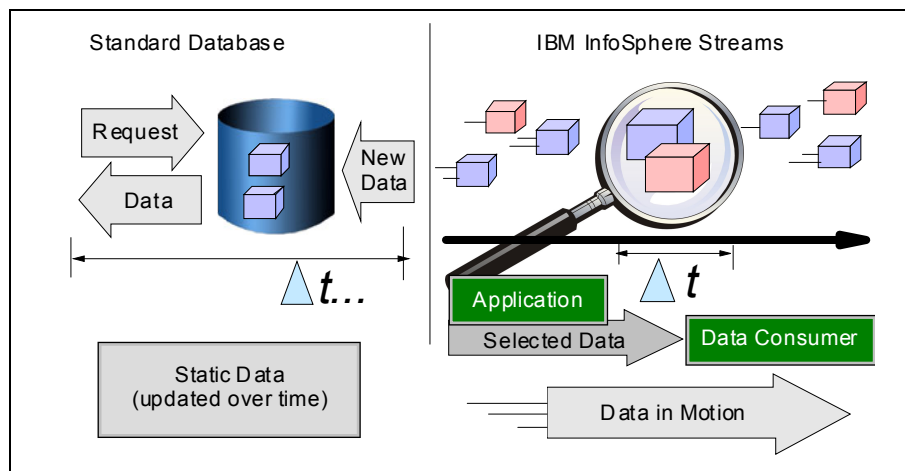 Standard Database
IBM InfoSphere Streams
Request
New
Data
Data
t...
t
Application
Selected Data
Data Consumer
Static Data
(updated over time)
Data in Motion